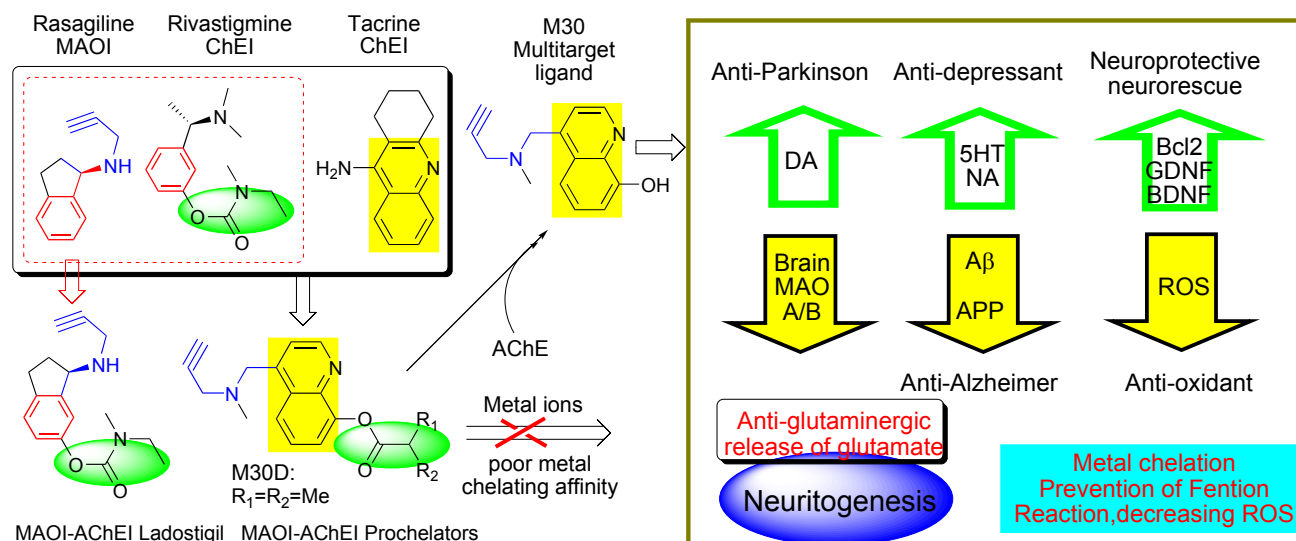 Rasagiline
MAOI
Rivastigmine
ChEI
Tacrine
ChEI
M30
Multitarget
ligand
NH
N
N
O
O
H2N
N
N
N
OH
NH
N
O
O
N
N
O
O
R1
R2
AChE
Metal ions
poor metal
chelating affinity
M30D:
R1=R2=Me
MAOI-AChEI Ladostigil
MAOI-AChEI Prochelators
Anti-Parkinson
Anti-depressant
Neuroprotective
neurorescue
DA
5HT
NA
Bcl2
GDNF
BDNF
Brain
MAO
A/B
Aβ
APP
ROS
Anti-Alzheimer
Anti-oxidant
Anti-glutaminergic
release of glutamate
Neuritogenesis
Metal chelation
Prevention of Fention
Reaction,decreasing ROS